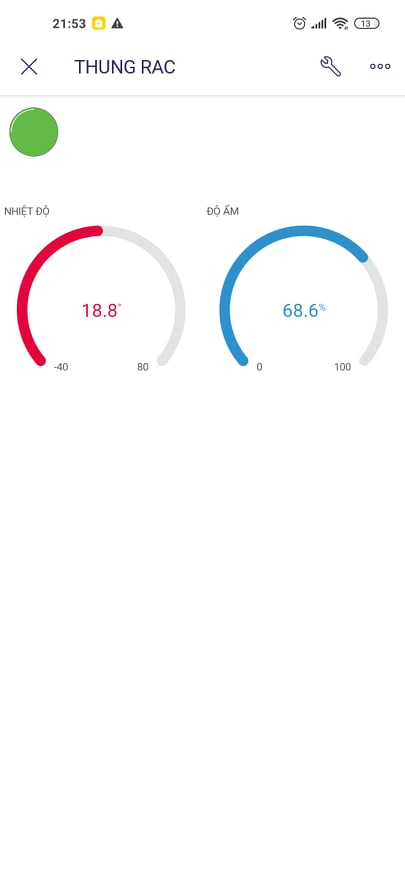 21:53
13
THUNG RAC
NHIỆT ĐỘ
ĐỘ ẨM
18.8°
68.6%
-40 80
0 100